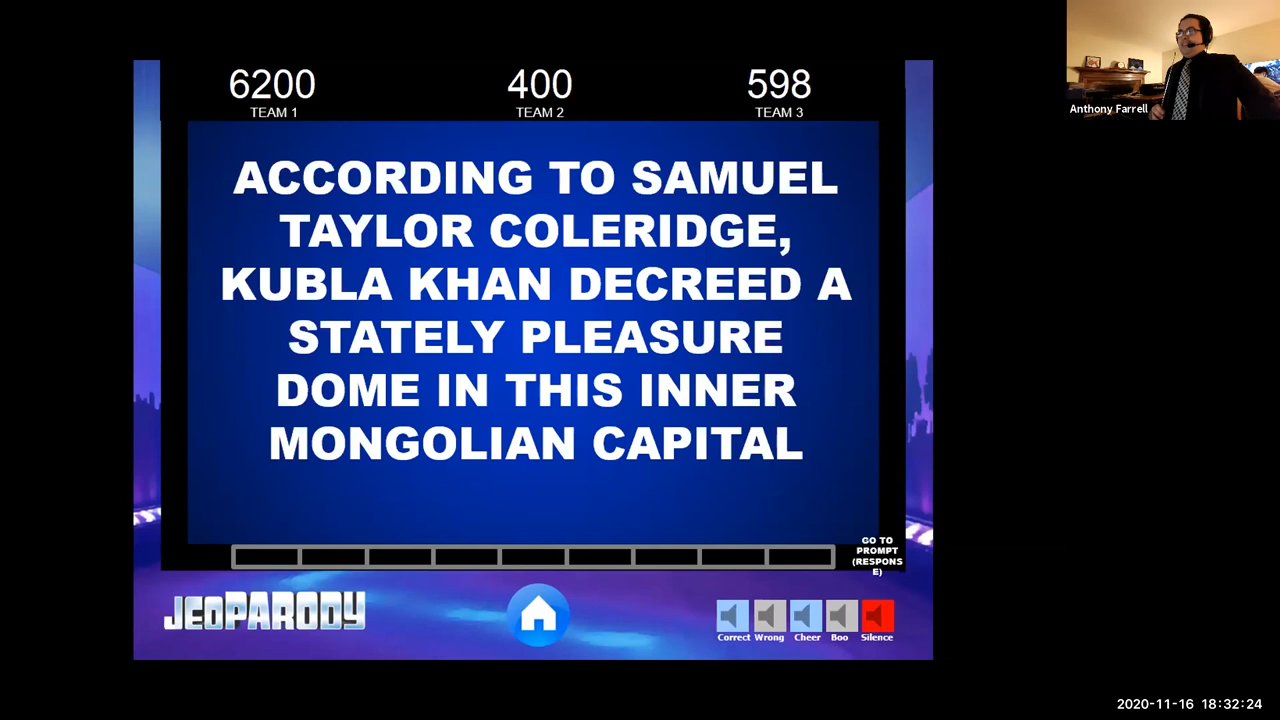 6200
TEAM 1
400
TEAM 2
598
TEAM 3
ACCORDING TO SAMUEL
TAYLOR COLERIDGE,
KUBLA KHAN DECREED A
STATELY PLEASURE
DOME IN THIS INNER
MONGOLIAN CAPITAL
GO TO
PROMPT
(RESPONS
E)
JEOPARODY
Correct
Wrong
Cheer
Boo
Silence
Anthony Farrell
2020-11-16 18:32:24